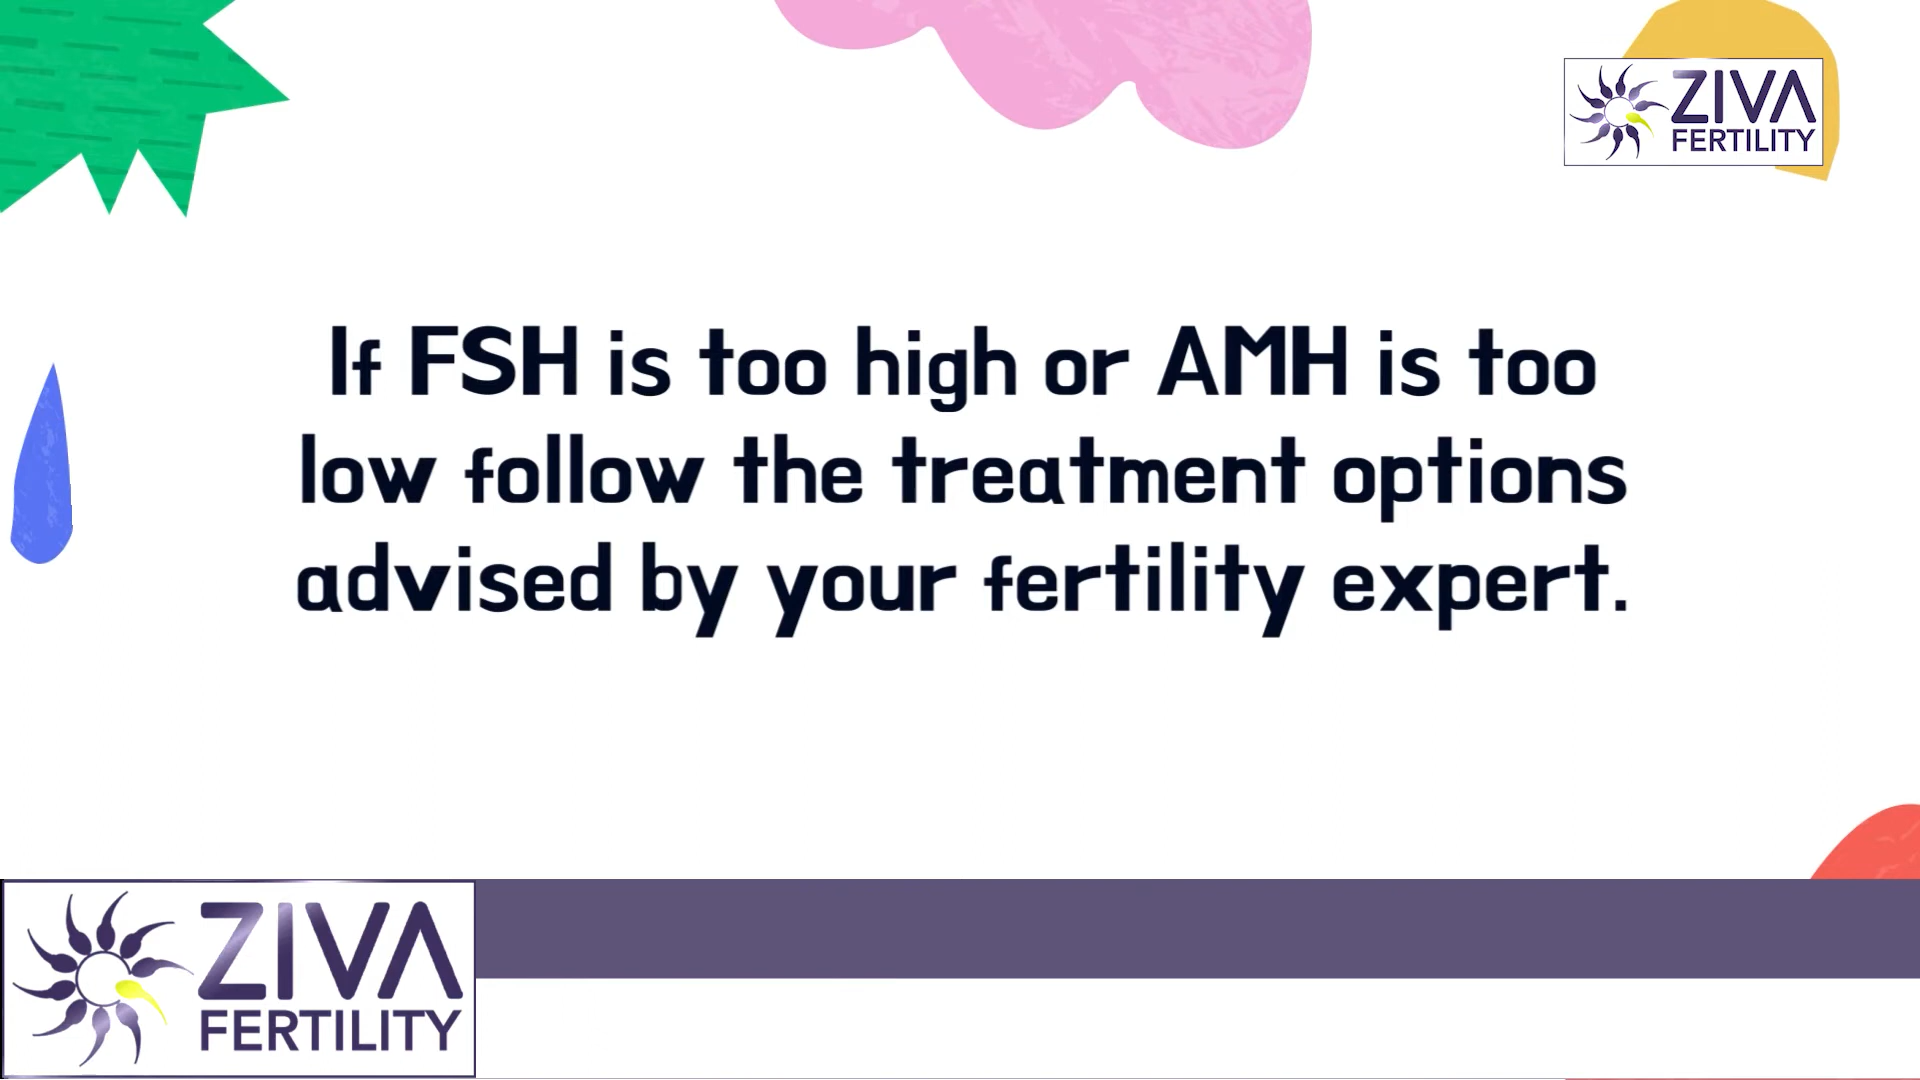 ZIVA
FERTILITY
If FSH is too high or AMH is too
low follow the treatment options
advised by your fertility expert.
ZIVA
FERTILITY